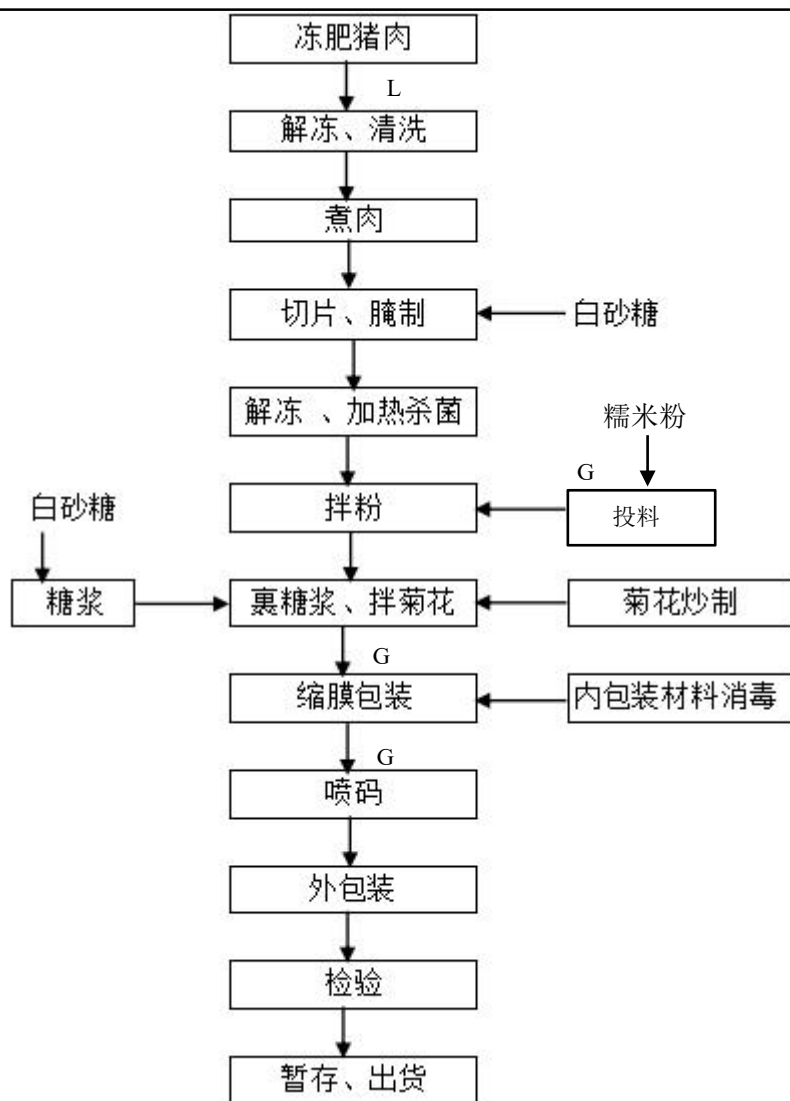 冻肥猪肉
L
解冻、清洗
煮肉
切片、腌制
白砂糖
解冻 、加热杀菌
糯米粉
G
白砂糖
拌粉
投料
糖浆
裹糖浆、拌菊花
菊花炒制
G
缩膜包装
内包装材料消毒
G
喷码
外包装
检验
暂存、出货